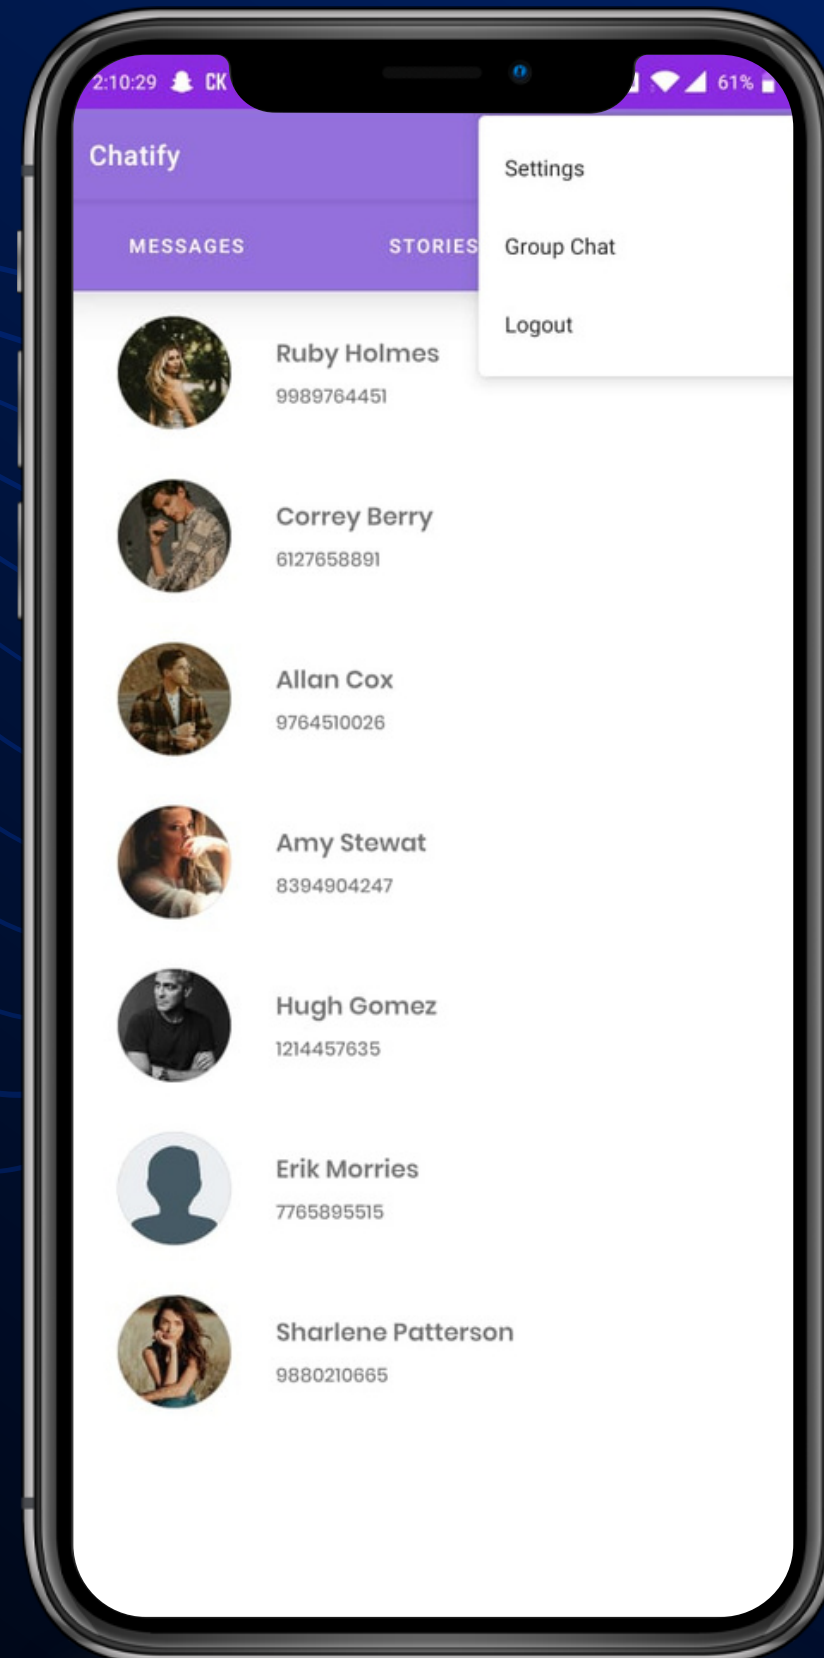 2:10:29 CK 61%
Chatify
Settings
MESSAGES STORIES
Group Chat
Logout
Ruby Holmes
9989764451
Correy Berry
6127658891
Allan Cox
9764510026
Amy Stewat
8394904247
Hugh Gomez
1214457635
Erik Morries
7765895515
Sharlene Patterson
9880210665